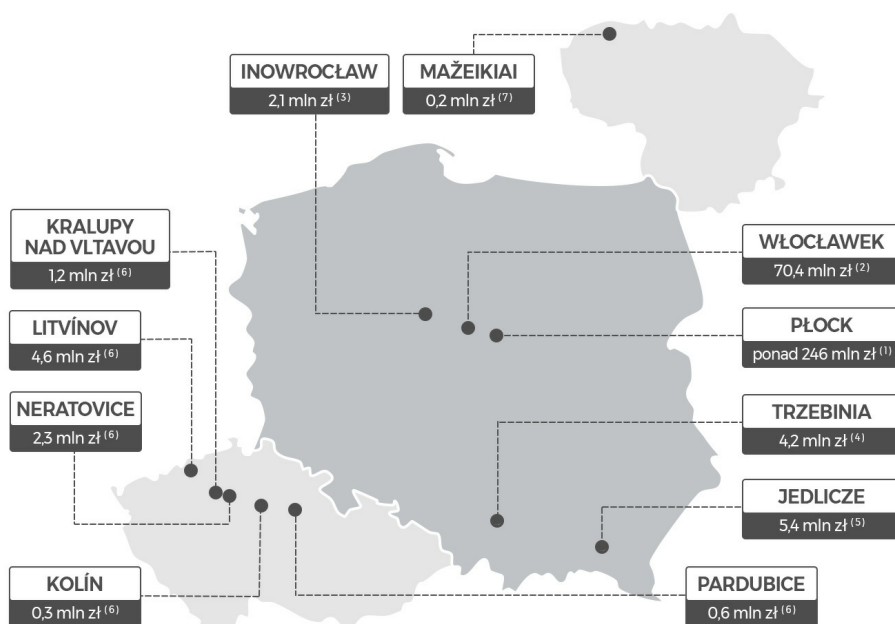 INOWROCŁAW
2,1 mln zł (3)
MAŻEIKIAI
0,2 mln zł (7)
KRALUPY
NAD VLTAVOU
1,2 mln zł (6)
WŁOCŁAWEK
70,4 mln zł (2)
LITVÍNOV
4,6 mln zł (6)
PŁOCK
ponad 246 mln zł (1)
NERATOVICE
2,3 mln zł (6)
TRZEBINIA
4,2 mln zł (4)
JEDLICZE
5,4 mln zł (5)
KOLÍN
0,3 mln zł (6)
PARDUBICE
0,6 mln zł (6)